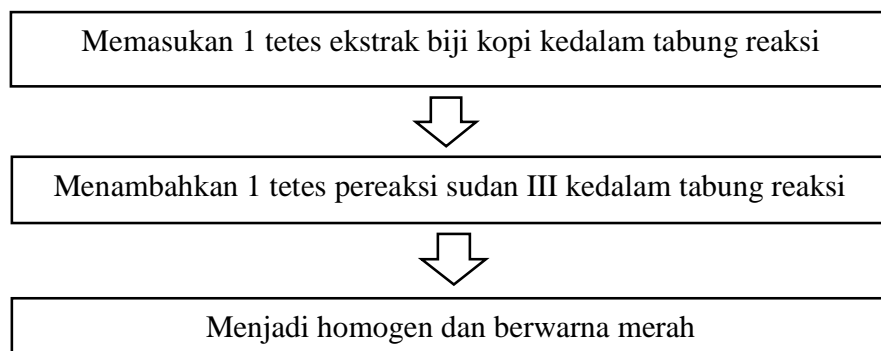 Memasukan 1 tetes ekstrak biji kopi kedalam tabung reaksi
Menambahkan 1 tetes pereaksi sudan III kedalam tabung reaksi
Menjadi homogen dan berwarna merah